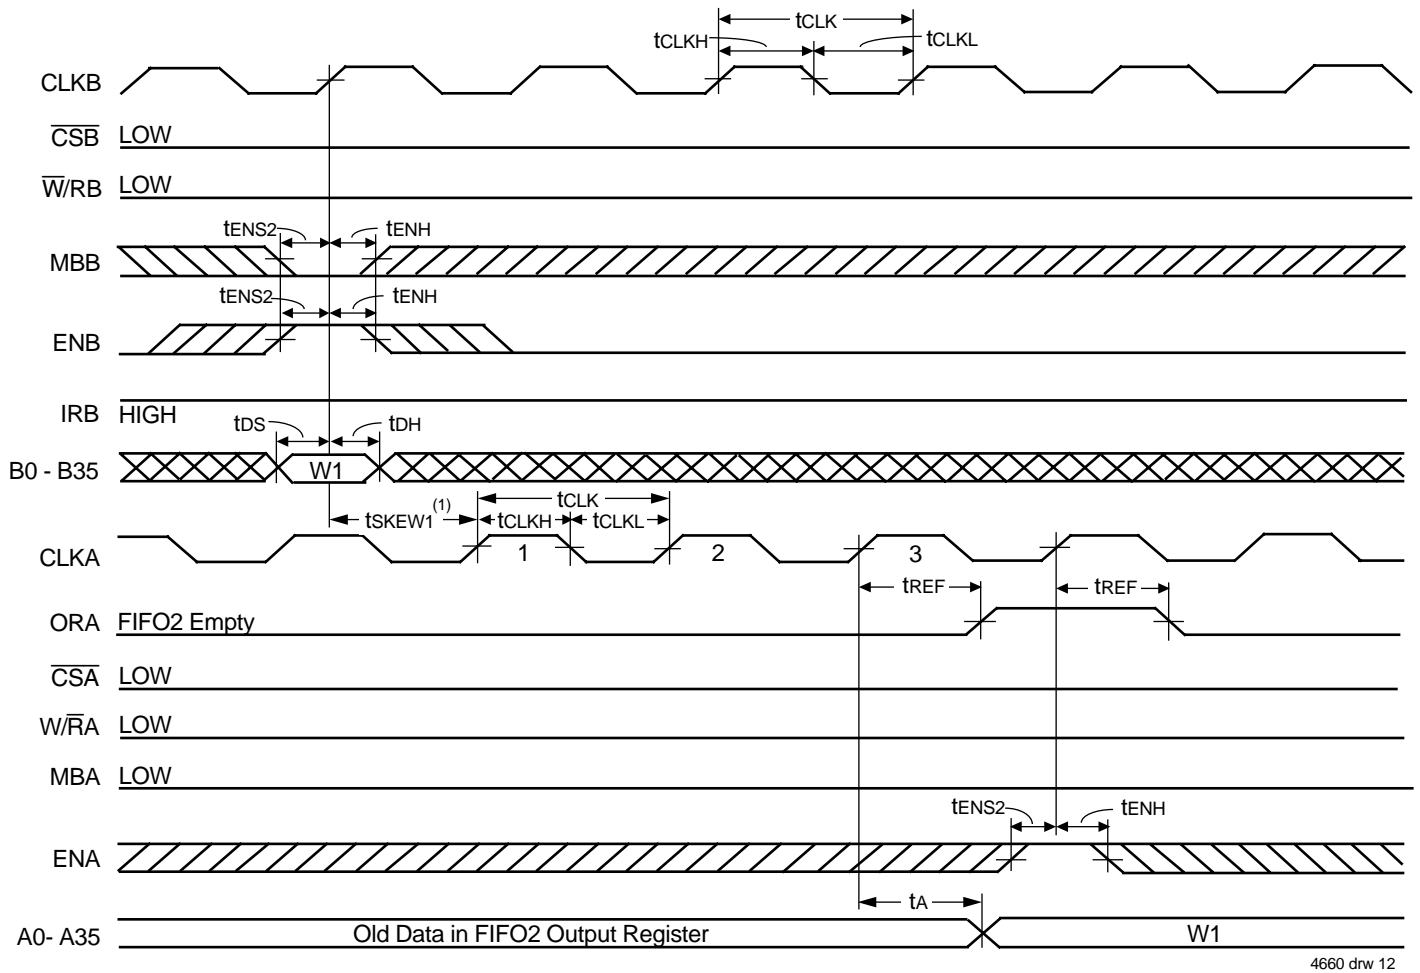 tCLK
tCLKH
tCLKL
CLKB
CSB LOW
W/RB LOW
tENS2 tENH
MBB
tENS2 tENH
ENB
IRB HIGH
tDS tDH
B0 - B35 W1
tCLK
tSKEW1(1) tCLKH tCLKL
CLKA 1 2 3
tREF tREF
ORA FIFO2 Empty
CSA LOW
W/RA LOW
MBA LOW
tENS2 tENH
ENA
tA
A0- A35 Old Data in FIFO2 Output Register W1
4660 drw 12